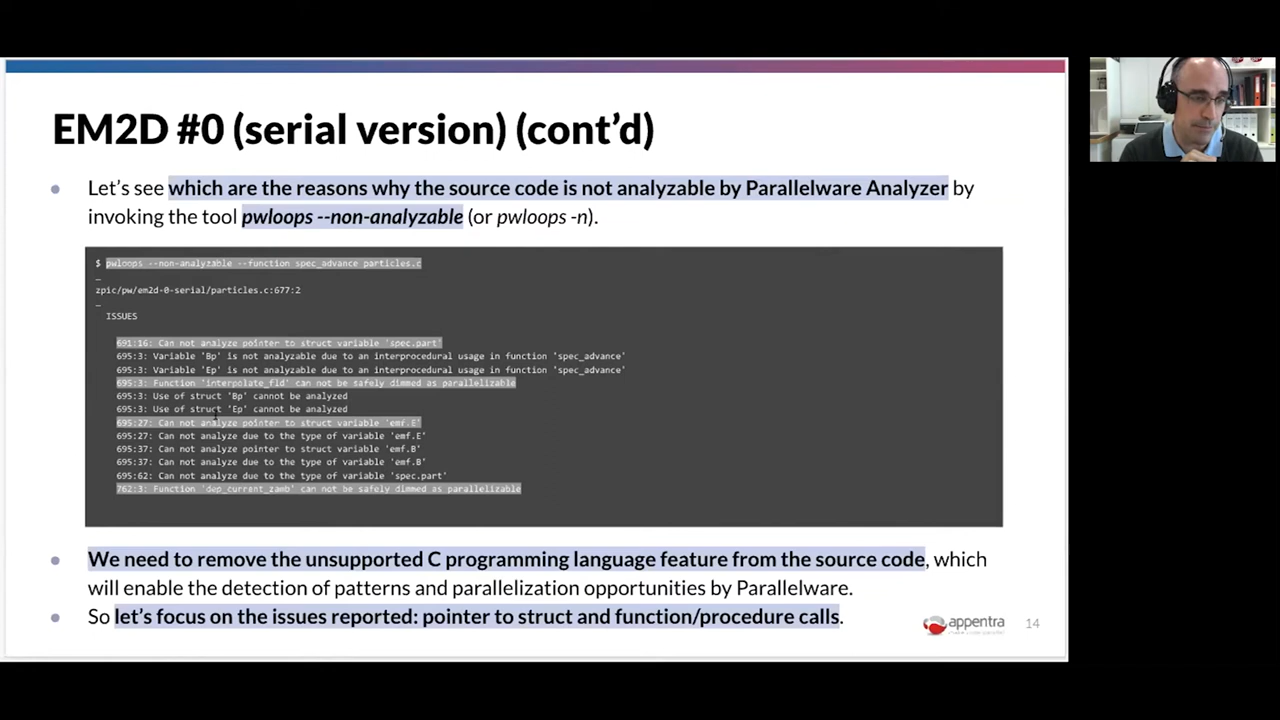 EM2D #0 (serial version) (cont’d)
Let’s see which are the reasons why the source code is not analyzable by Parallelware Analyzer by
invoking the tool pwloops --non-analyzable (or pwloops -n).
$ pwloops --non-analyzable --function spec_advance particles.c
…
zpic/pw/em2d-0-serial/particles.c:677:2
…
ISSUES
691:16: Can not analyze pointer to struct variable 'spec.part'
695:3: Variable 'Bp' is not analyzable due to an interprocedural usage in function 'spec_advance'
695:3: Variable 'Ep' is not analyzable due to an interprocedural usage in function 'spec_advance'
695:3: Function 'interpolate_fld' can not be safely dimmed as parallelizable
695:3: Use of struct 'Bp' cannot be analyzed
695:3: Use of struct 'Ep' cannot be analyzed
695:27: Can not analyze pointer to struct variable 'emf.E'
695:27: Can not analyze due to the type of variable 'emf.E'
695:37: Can not analyze pointer to struct variable 'emf.B'
695:37: Can not analyze due to the type of variable 'emf.B'
695:62: Can not analyze due to the type of variable 'spec.part'
762:3: Function 'dep_current_zamb' can not be safely dimmed as parallelizable
We need to remove the unsupported C programming language feature from the source code, which
will enable the detection of patterns and parallelization opportunities by Parallelware.
So let’s focus on the issues reported: pointer to struct and function/procedure calls.
appentra
14